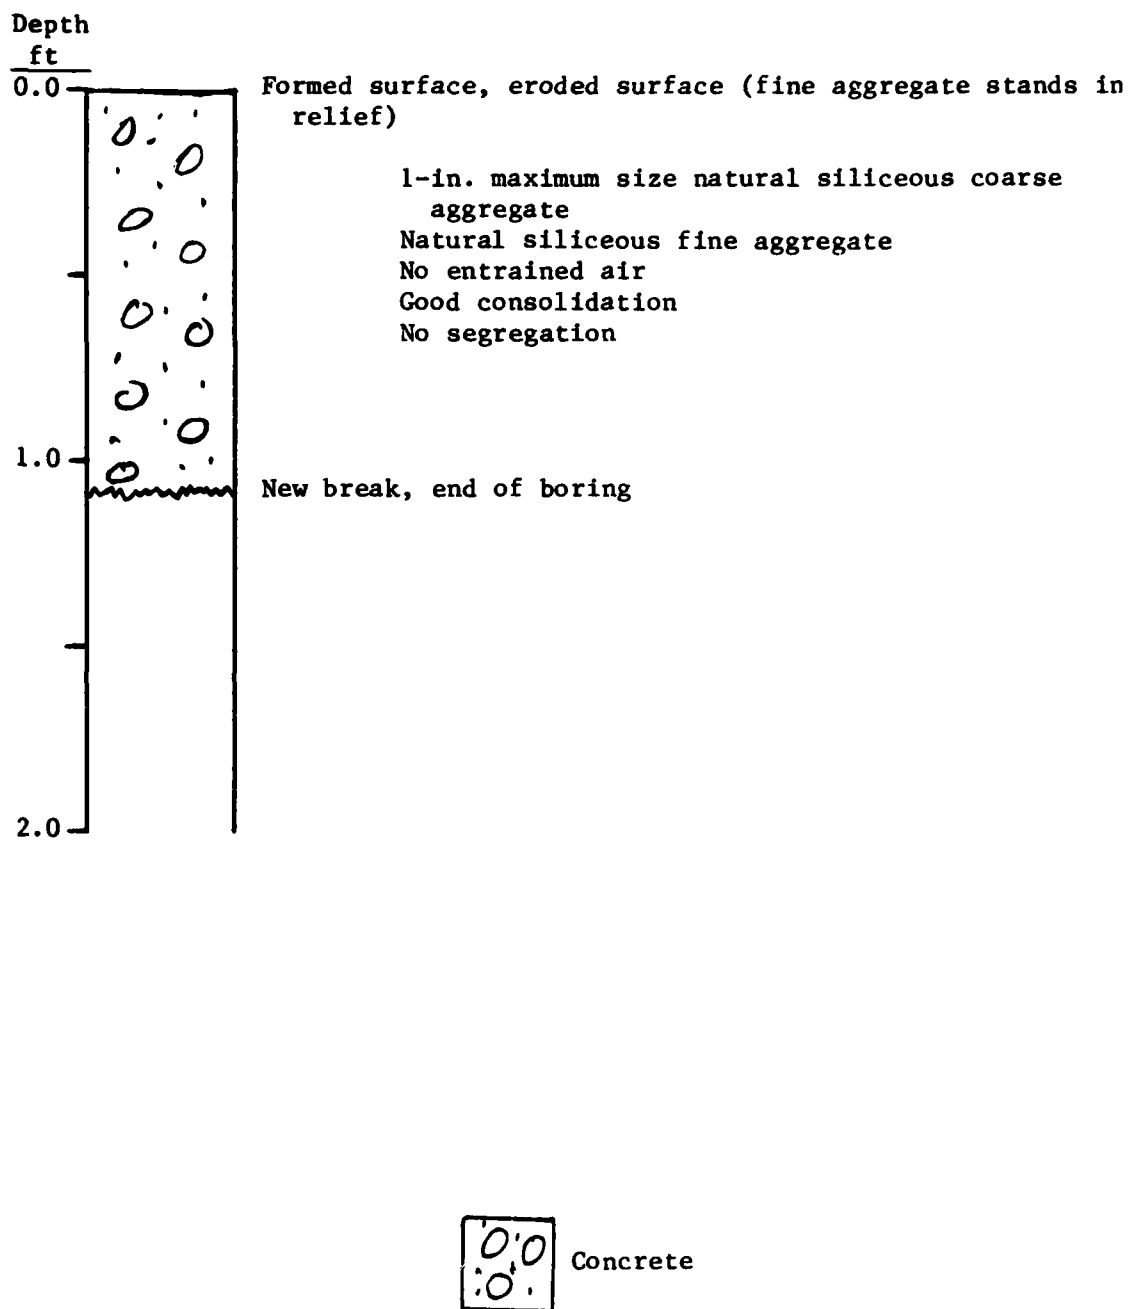 Depth
ft
0.0
Formed surface, eroded surface (fine aggregate stands in
relief)
1-in. maximum size natural siliceous coarse
aggregate
Natural siliceous fine aggregate
No entrained air
Good consolidation
No segregation
1.0
New break, end of boring
2.0
Concrete